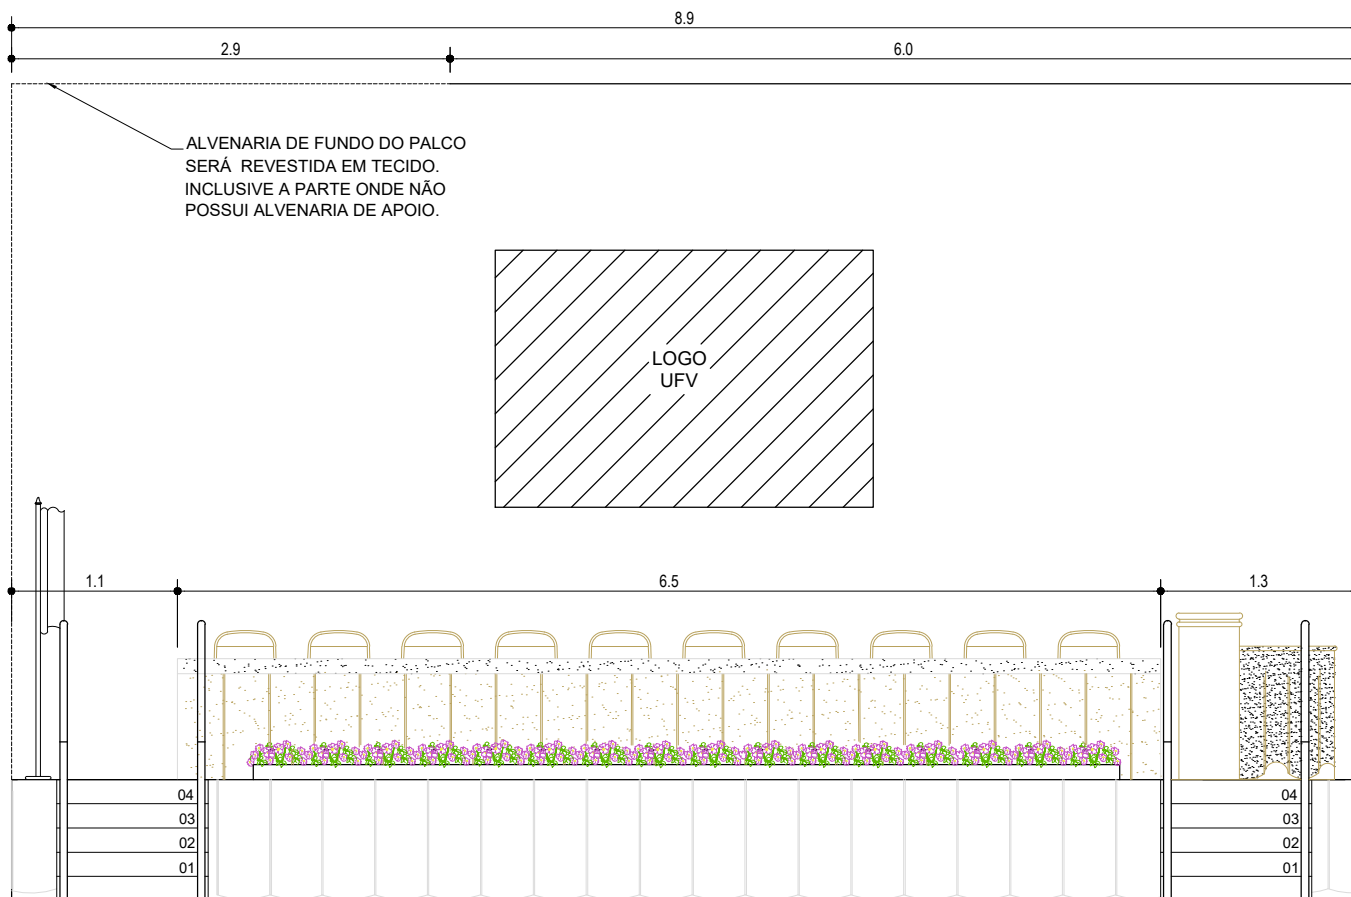 8.9
2.9
6.0
ALVENARIA DE FUNDO DO PALCO
SERÁ REVESTIDA EM TECIDO.
INCLUSIVE A PARTE ONDE NÃO
POSSUI ALVENARIA DE APOIO.
LOGO
UFV
1.1
6.5
1.3
04
03
02
01
04
03
02
01